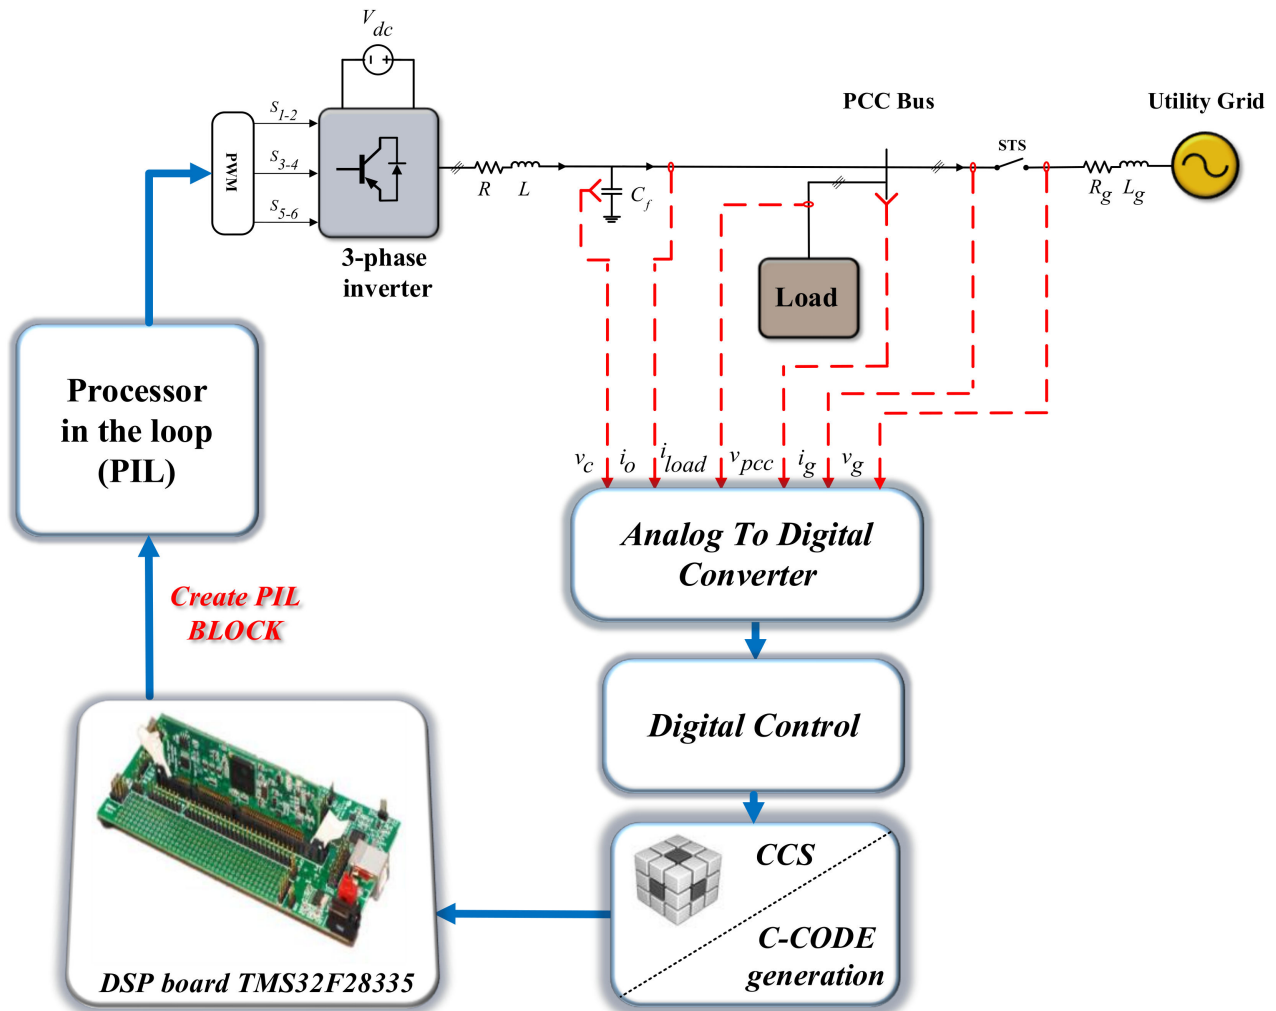 V_dc
PCC Bus
Utility Grid
S_1-2
S_3-4
S_5-6
PWM
STS
R
L
C_f
R_g
L_g
3-phase
inverter
Load
Processor
in the loop
(PIL)
v_c
i_o
i_load
v_pcc
i_g
v_g
Analog To Digital
Converter
Create PIL
BLOCK
Digital Control
CCS
C-CODE
generation
DSP board TMS32F28335